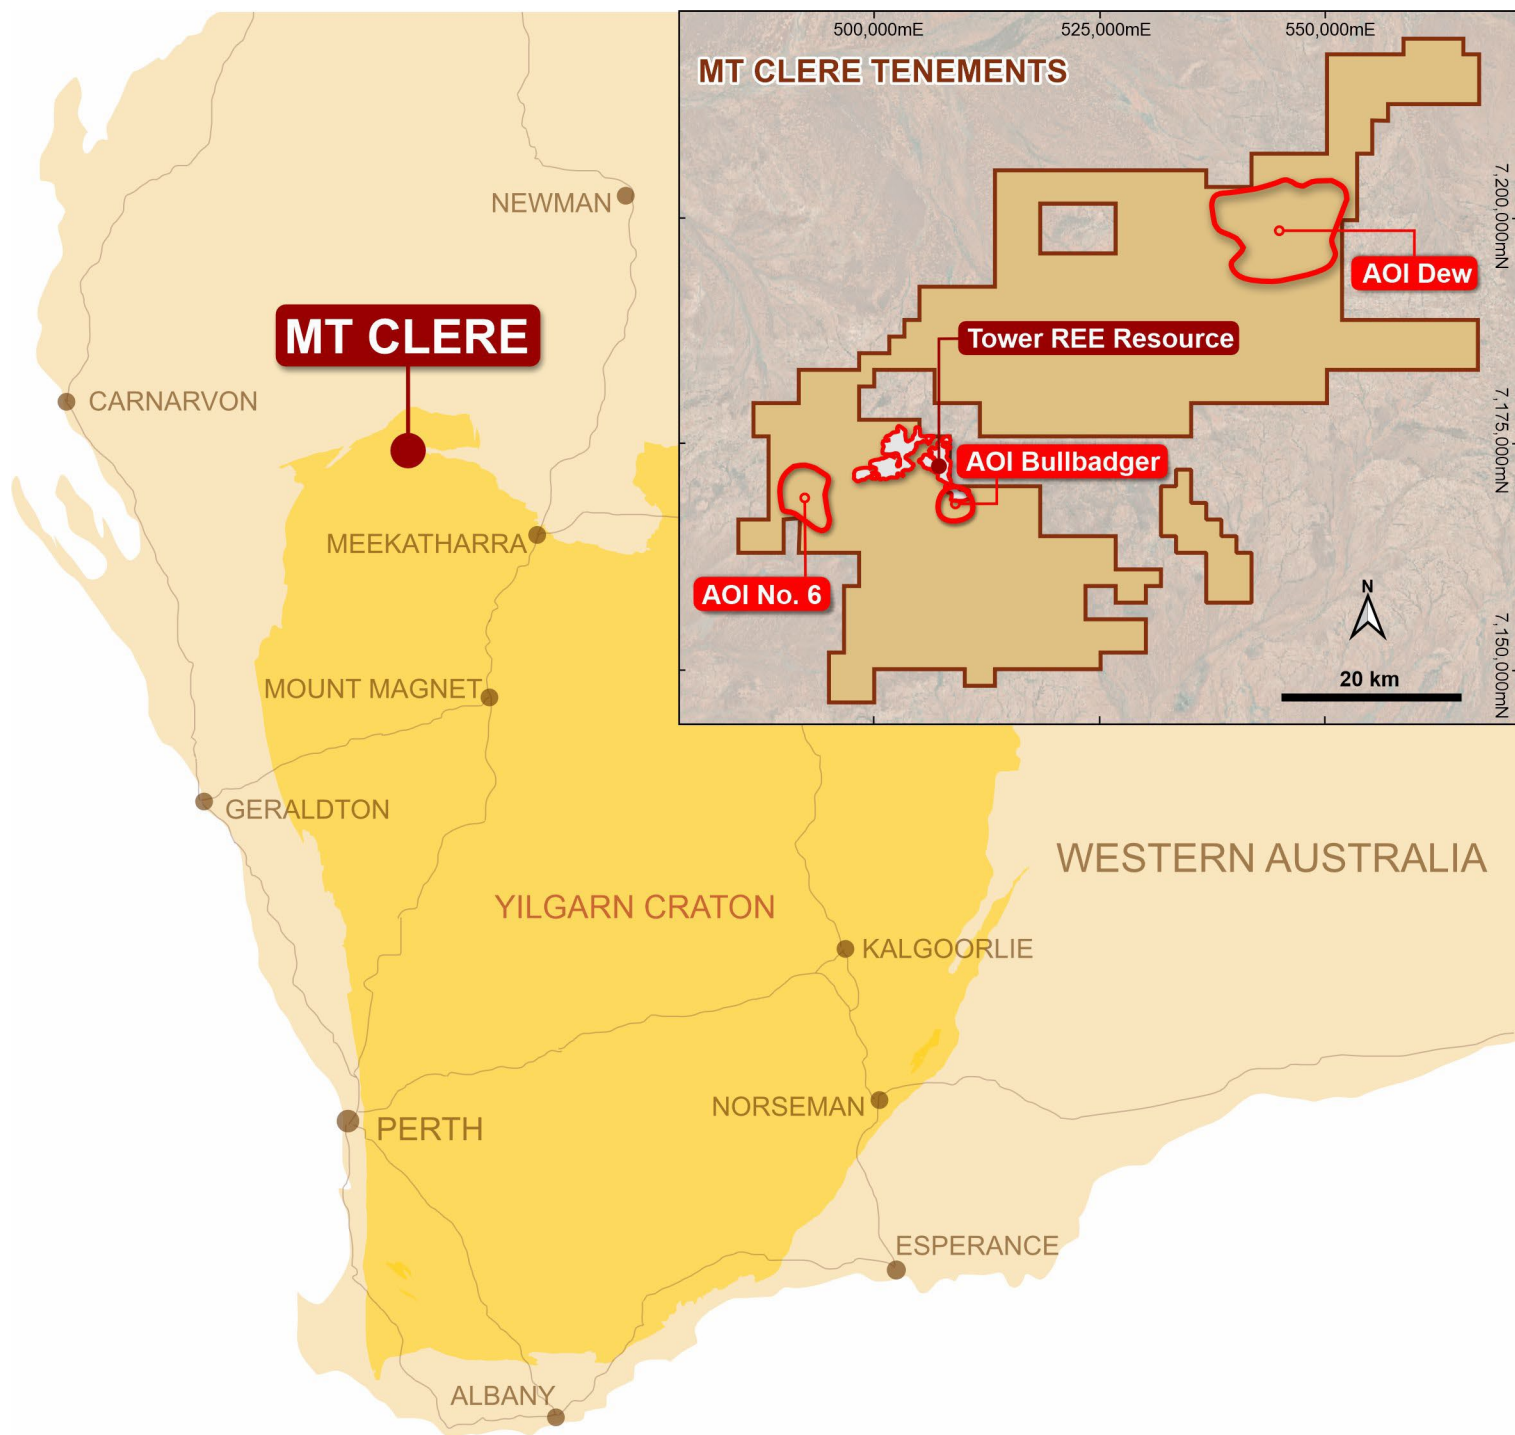 500,000mE
525,000mE
550,000mE
MT CLERE TENEMENTS
7,200,000mN
AOI Dew
Tower REE Resource
7,175,000mN
AOI Bullbadger
AOI No. 6
N
7,150,000mN
20 km
NEWMAN
MT CLERE
CARNARVON
MEEKATHARRA
MOUNT MAGNET
GERALDTON
WESTERN AUSTRALIA
YILGARN CRATON
KALGOORLIE
NORSEMAN
PERTH
ESPERANCE
ALBANY